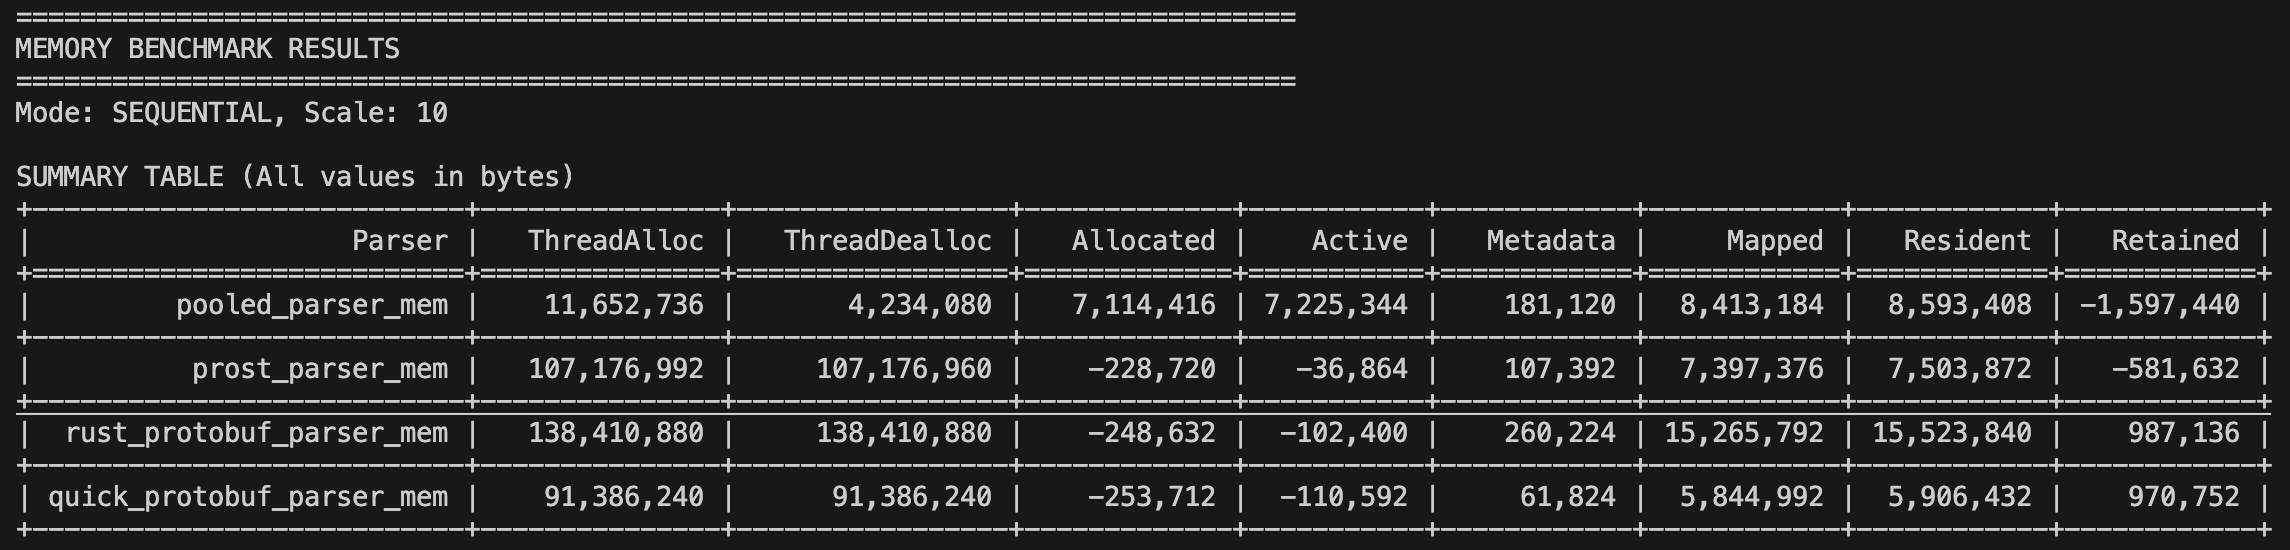 ================================================================================
MEMORY BENCHMARK RESULTS
================================================================================
Mode: SEQUENTIAL, Scale: 10
SUMMARY TABLE (All values in bytes)
| Parser | ThreadAlloc | ThreadDealloc | Allocated | Active | Metadata | Mapped | Resident | Retained |
| pooled_parser_mem | 11,652,736 | 4,234,080 | 7,114,416 | 7,225,344 | 181,120 | 8,413,184 | 8,593,408 | -1,597,440 |
| prost_parser_mem | 107,176,992 | 107,176,960 | -228,720 | -36,864 | 107,392 | 7,397,376 | 7,503,872 | -581,632 |
| rust_protobuf_parser_mem | 138,410,880 | 138,410,880 | -248,632 | -102,400 | 260,224 | 15,265,792 | 15,523,840 | 987,136 |
| quick_protobuf_parser_mem | 91,386,240 | 91,386,240 | -253,712 | -110,592 | 61,824 | 5,844,992 | 5,906,432 | 970,752 |